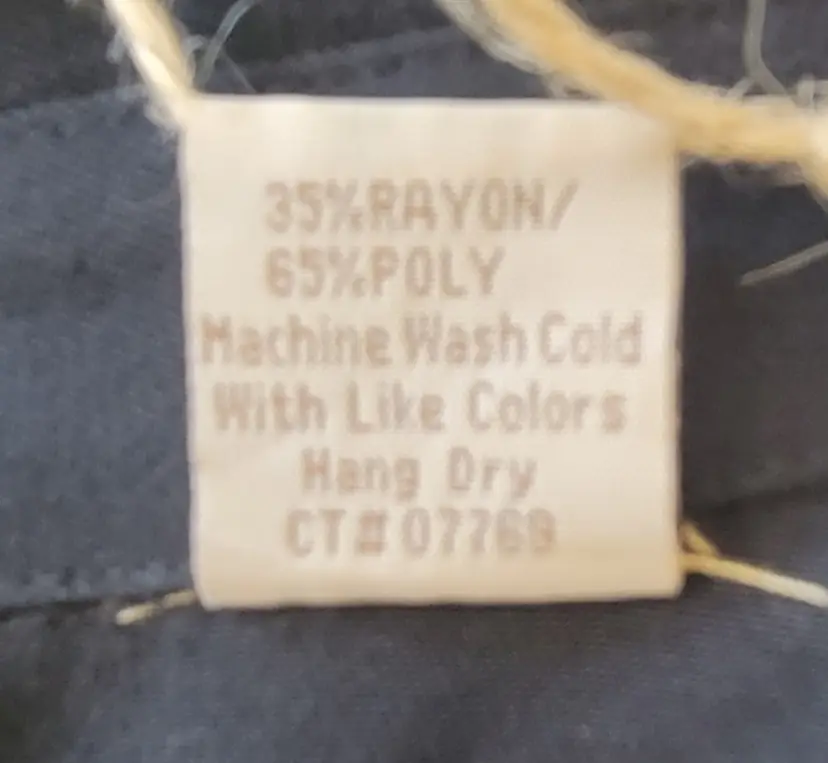 35%RAYON/
65%POLY
Machine Wash Cold
With Like Colors
Hang Dry
CT# 07769